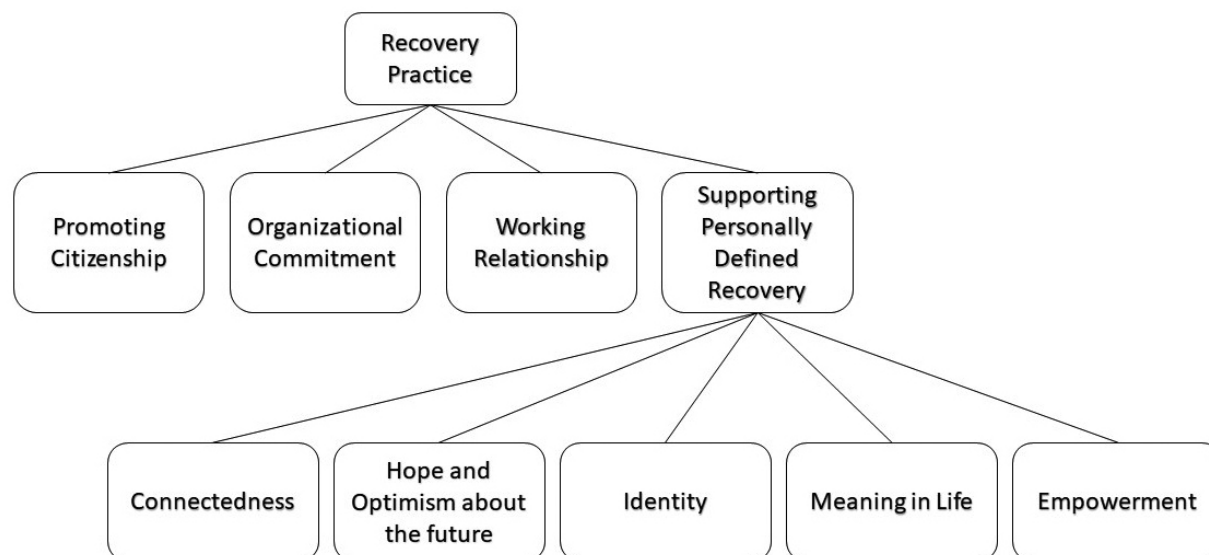 Recovery
Practice
Promoting
Citizenship
Organizational
Commitment
Working
Relationship
Supporting
Personally
Defined
Recovery
Connectedness
Hope and
Optimism about
the future
Identity
Meaning in Life
Empowerment